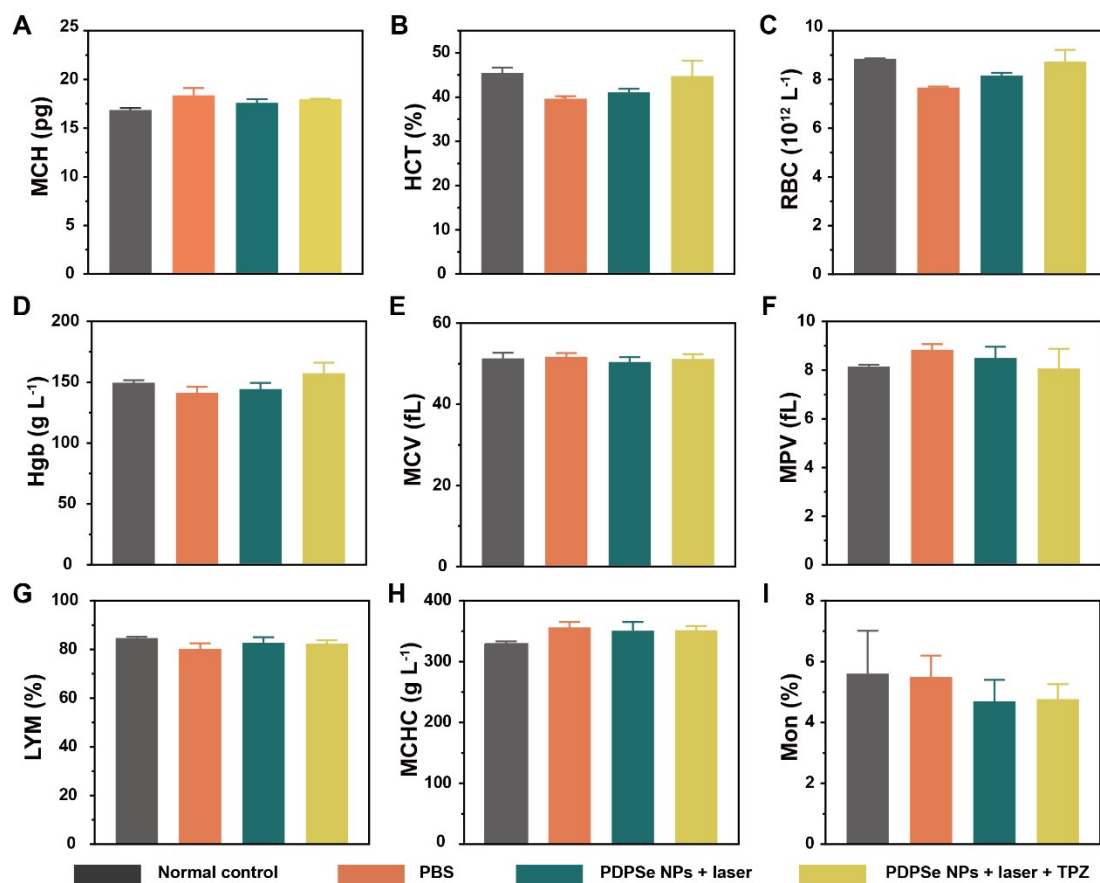 A
MCH (pg)
25
20
15
10
5
0
B
HCT (%)
50
40
30
20
10
0
C
RBC (10¹² L⁻¹)
10
8
6
4
2
0
D
Hgb (g L⁻¹)
200
150
100
50
0
E
MCV (fL)
60
40
20
0
F
MPV (fL)
10
8
6
4
2
0
G
LYM (%)
100
80
60
40
20
0
H
MCHC (g L⁻¹)
400
300
200
100
0
I
Mon (%)
8
6
4
2
0
Normal control PBS PDPSe NPs + laser PDPSe NPs + laser + TPZ